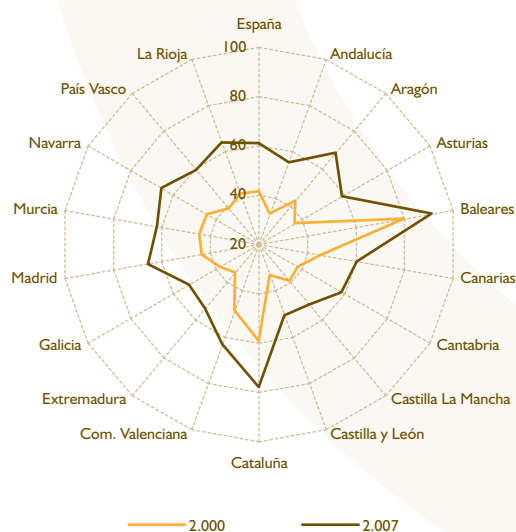 España
100
La Rioja
Andalucía
País Vasco
80
Aragón
Navarra
60
Asturias
Murcia
40
Baleares
20
Madrid
Canarias
Galicia
Cantabria
Extremadura
Castilla La Mancha
Com. Valenciana
Castilla y León
Cataluña
2.000
2.007